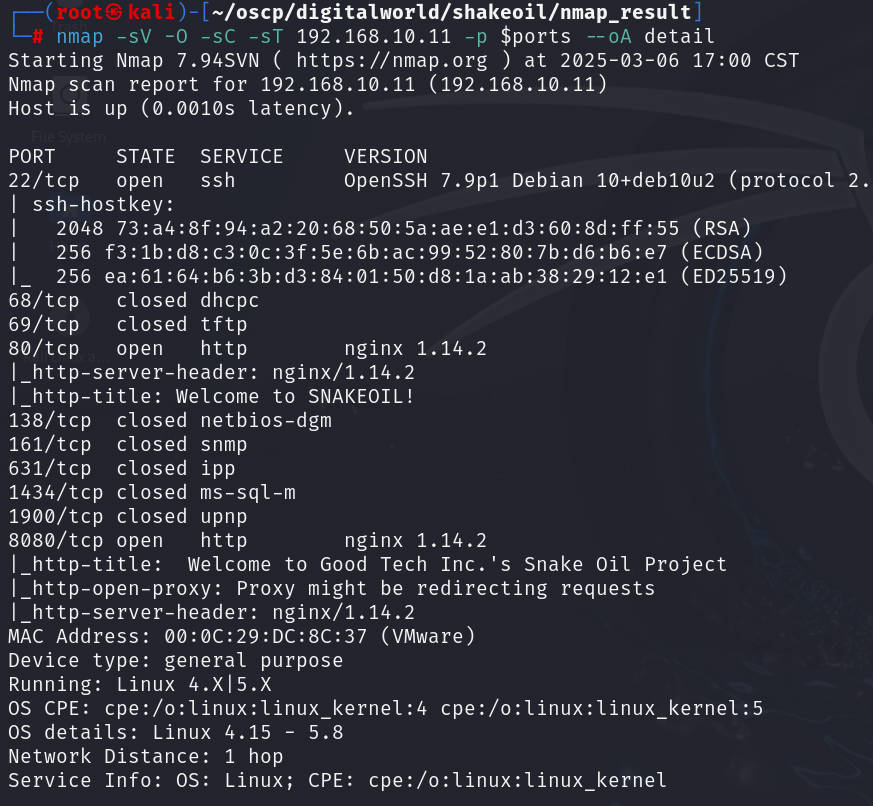 ┌──(root㉿kali)-[~/oscp/digitalworld/shakeoil/nmap_result]
└─# nmap -sV -O -sC -sT 192.168.10.11 -p $ports --oA detail
Starting Nmap 7.94SVN ( https://nmap.org ) at 2025-03-06 17:00 CST
Nmap scan report for 192.168.10.11 (192.168.10.11)
Host is up (0.0010s latency).
File System
PORT     STATE  SERVICE     VERSION
22/tcp   open   ssh         OpenSSH 7.9p1 Debian 10+deb10u2 (protocol 2.
| ssh-hostkey:
|   2048 73:a4:8f:94:a2:20:68:50:5a:ae:e1:d3:60:8d:ff:55 (RSA)
|   256 f3:1b:d8:c3:0c:3f:5e:6b:ac:99:52:80:7b:d6:b6:e7 (ECDSA)
|_  256 ea:61:64:b6:3b:d3:84:01:50:d8:1a:ab:38:29:12:e1 (ED25519)
68/tcp   closed dhcpc
69/tcp   closed tftp
80/tcp   open   http        nginx 1.14.2
|_http-server-header: nginx/1.14.2
|_http-title: Welcome to SNAKEOIL!
138/tcp  closed netbios-dgm
161/tcp  closed snmp
631/tcp  closed ipp
1434/tcp closed ms-sql-m
1900/tcp closed upnp
8080/tcp open   http        nginx 1.14.2
|_http-title:  Welcome to Good Tech Inc.'s Snake Oil Project
|_http-open-proxy: Proxy might be redirecting requests
|_http-server-header: nginx/1.14.2
MAC Address: 00:0C:29:DC:8C:37 (VMware)
Device type: general purpose
Running: Linux 4.X|5.X
OS CPE: cpe:/o:linux:linux_kernel:4 cpe:/o:linux:linux_kernel:5
OS details: Linux 4.15 - 5.8
Network Distance: 1 hop
Service Info: OS: Linux; CPE: cpe:/o:linux:linux_kernel